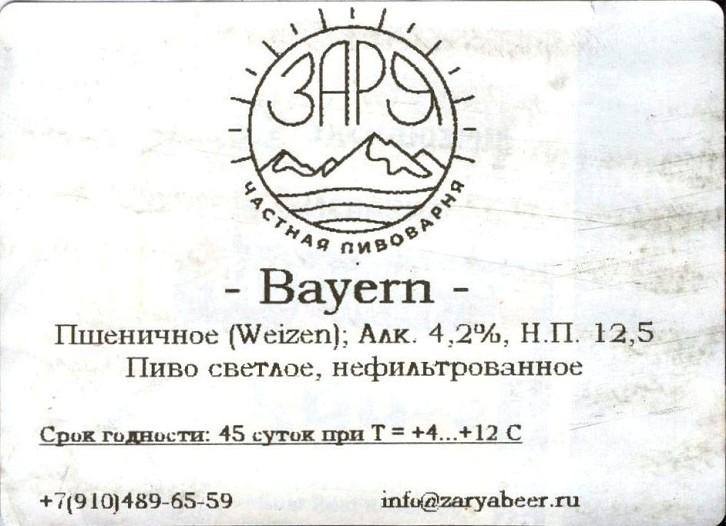 ЗАРЯ
ЧАСТНАЯ ПИВОВАРНЯ
- Bayern -
Пшеничное (Weizen); Алк. 4,2%, Н.П. 12,5
Пиво светлое, нефильтрованное
Срок годности: 45 суток при T = +4...+12 C
+7(910)489-65-59 info@zaryabeer.ru